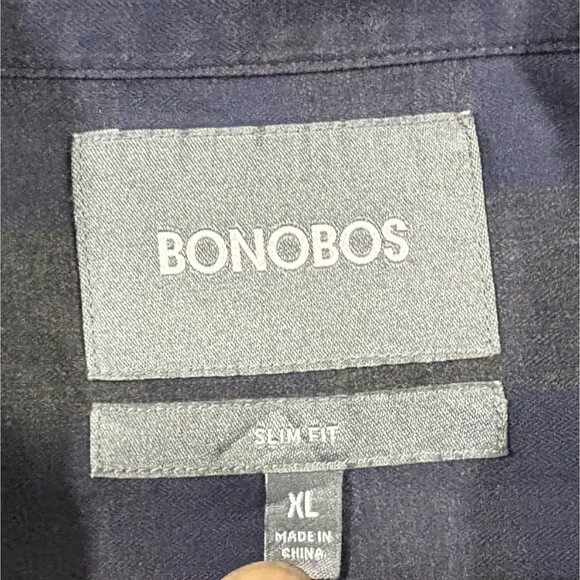 BONOBOS
SLIM FIT
XL
MADE IN
CHINA